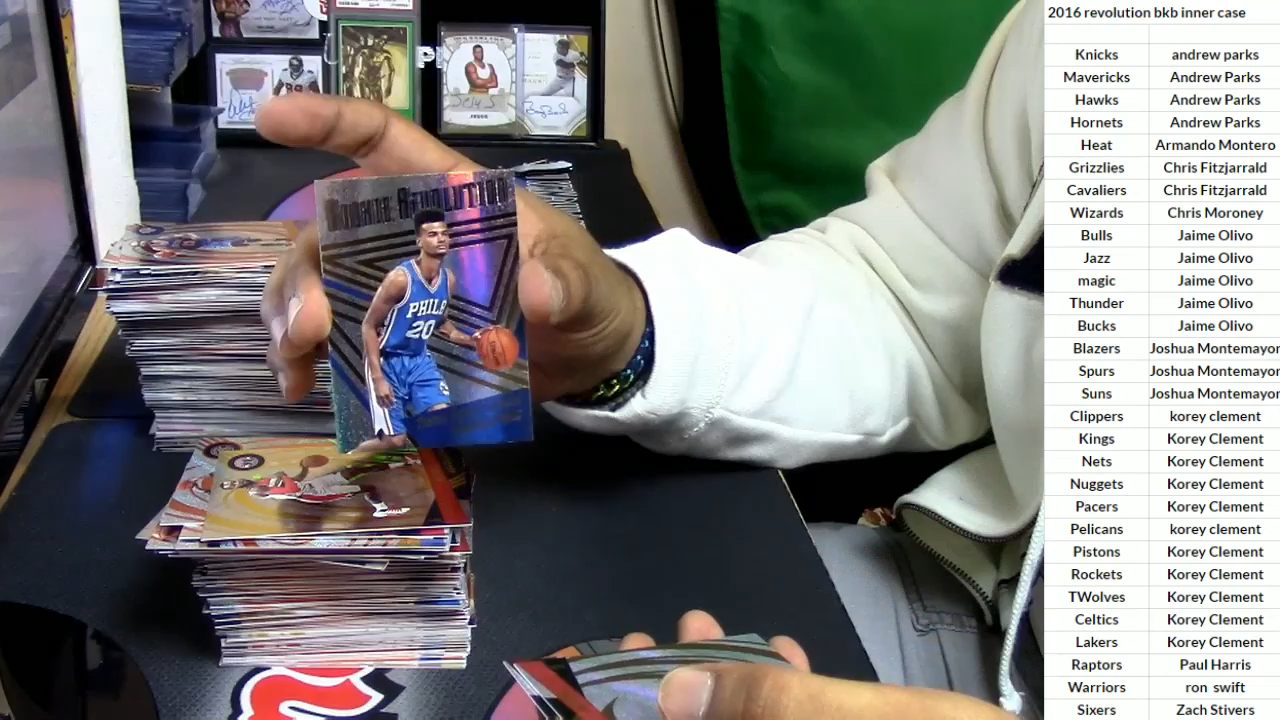 2016 revolution bkb inner case
Knicks andrew parks
Mavericks Andrew Parks
Hawks Andrew Parks
Hornets Andrew Parks
Heat Armando Montero
Grizzlies Chris Fitzjarrald
Cavaliers Chris Fitzjarrald
Wizards Chris Moroney
Bulls Jaime Olivo
Jazz Jaime Olivo
magic Jaime Olivo
Thunder Jaime Olivo
Bucks Jaime Olivo
Blazers Joshua Montemayor
Spurs Joshua Montemayor
Suns Joshua Montemayor
Clippers korey clement
Kings Korey Clement
Nets Korey Clement
Nuggets Korey Clement
Pacers Korey Clement
Pelicans korey clement
Pistons Korey Clement
Rockets Korey Clement
TWolves Korey Clement
Celtics Korey Clement
Lakers Korey Clement
Raptors Paul Harris
Warriors ron swift
Sixers Zach Stivers
Rookie Revolution
PHILA
20